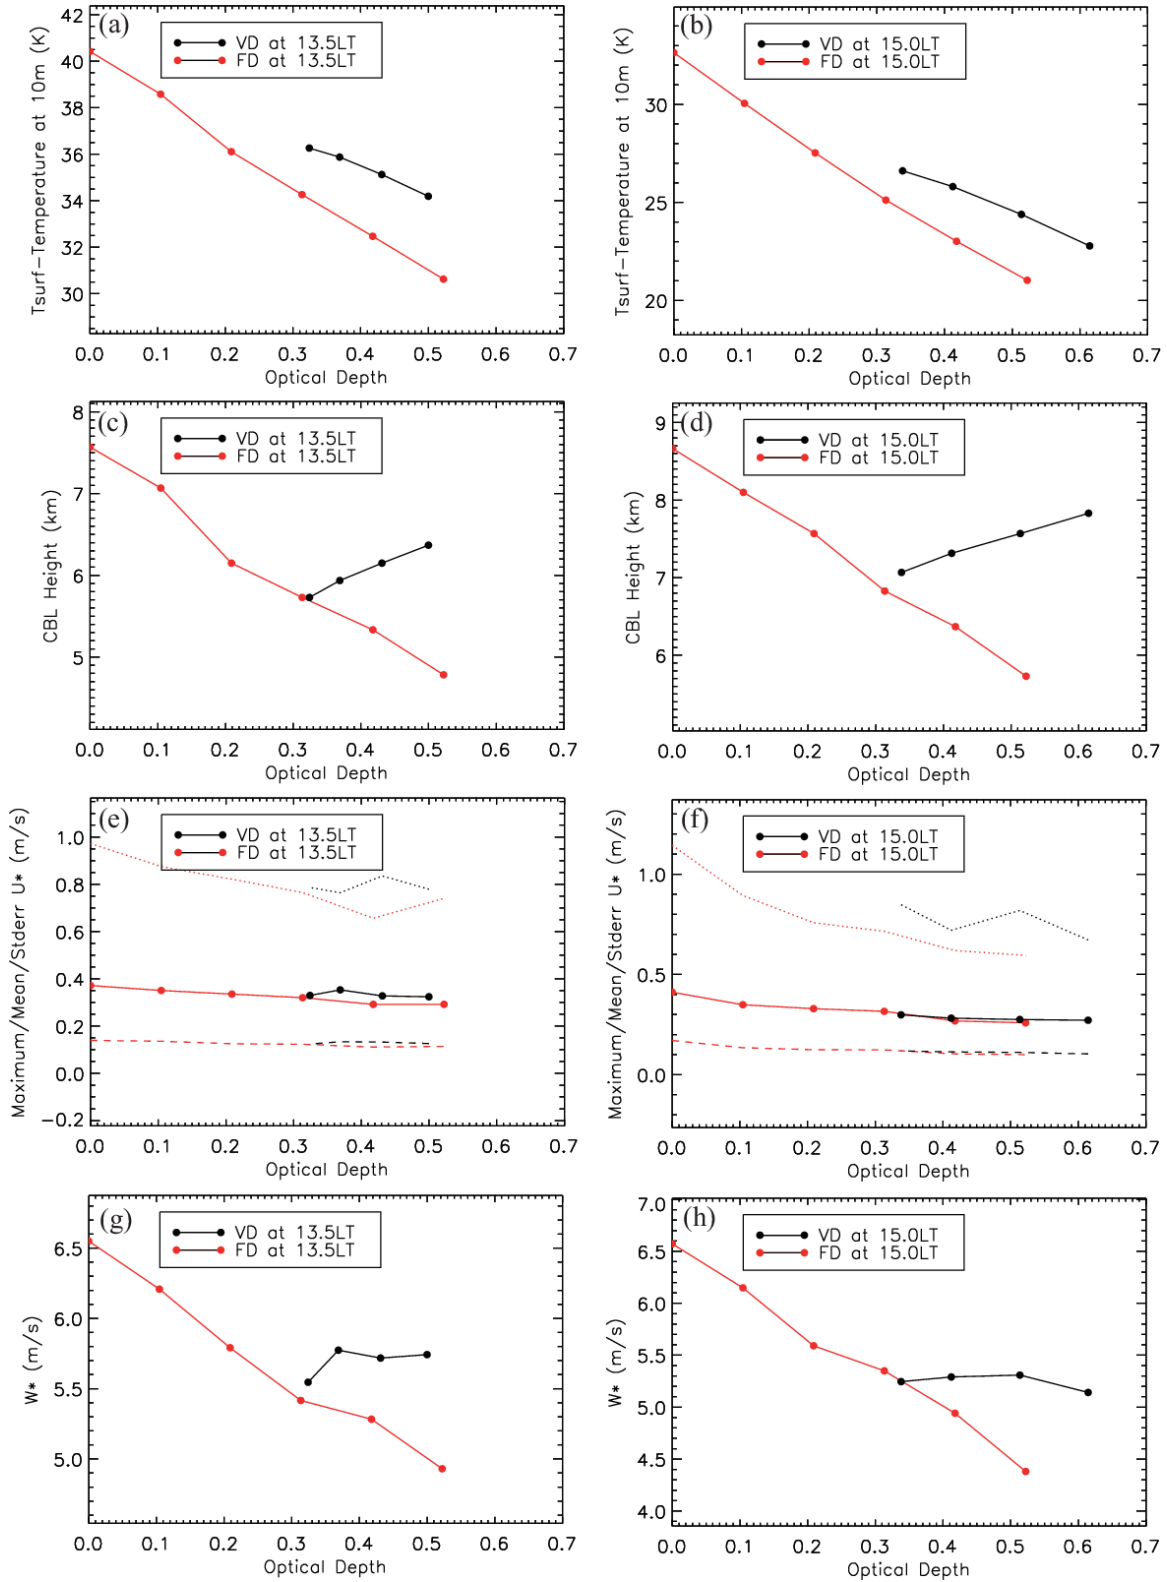 (a)
VD at 13.5LT
FD at 13.5LT
Tsurf-Temperature at 10m (K)
42
40
38
36
34
32
30
0.0 0.1 0.2 0.3 0.4 0.5 0.6 0.7
Optical Depth
(b)
VD at 15.0LT
FD at 15.0LT
Tsurf-Temperature at 10m (K)
30
25
20
0.0 0.1 0.2 0.3 0.4 0.5 0.6 0.7
Optical Depth
(c)
VD at 13.5LT
FD at 13.5LT
CBL Height (km)
8
7
6
5
0.0 0.1 0.2 0.3 0.4 0.5 0.6 0.7
Optical Depth
(d)
VD at 15.0LT
FD at 15.0LT
CBL Height (km)
9
8
7
6
0.0 0.1 0.2 0.3 0.4 0.5 0.6 0.7
Optical Depth
(e)
VD at 13.5LT
FD at 13.5LT
Maximum/Mean/Stderr U* (m/s)
1.0
0.8
0.6
0.4
0.2
0.0
-0.2
0.0 0.1 0.2 0.3 0.4 0.5 0.6 0.7
Optical Depth
(f)
VD at 15.0LT
FD at 15.0LT
Maximum/Mean/Stderr U* (m/s)
1.0
0.5
0.0
0.0 0.1 0.2 0.3 0.4 0.5 0.6 0.7
Optical Depth
(g)
VD at 13.5LT
FD at 13.5LT
W* (m/s)
6.5
6.0
5.5
5.0
0.0 0.1 0.2 0.3 0.4 0.5 0.6 0.7
Optical Depth
(h)
VD at 15.0LT
FD at 15.0LT
W* (m/s)
7.0
6.5
6.0
5.5
5.0
4.5
4.0
0.0 0.1 0.2 0.3 0.4 0.5 0.6 0.7
Optical Depth